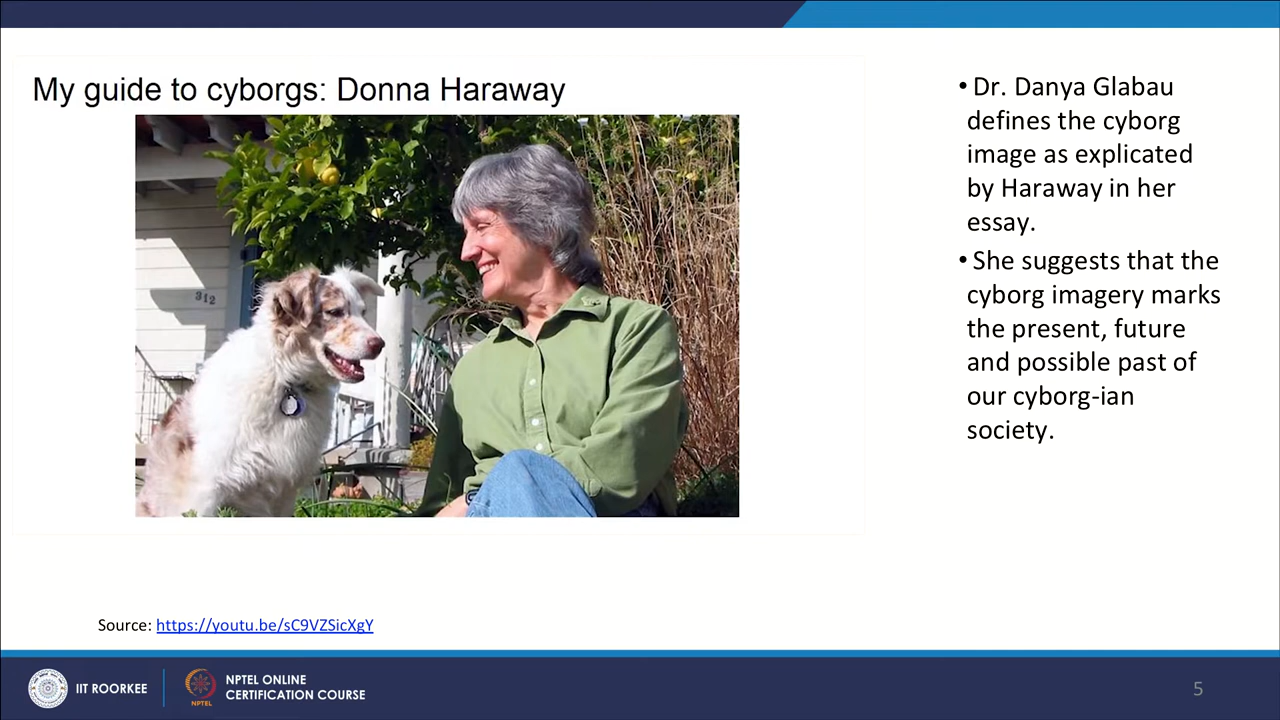 My guide to cyborgs: Donna Haraway
312
• Dr. Danya Glabau
defines the cyborg
image as explicated
by Haraway in her
essay.
• She suggests that the
cyborg imagery marks
the present, future
and possible past of
our cyborg-ian
society.
Source: https://youtu.be/sC9VZSicXgY
IIT ROORKEE
NPTEL
NPTEL ONLINE
CERTIFICATION COURSE
5